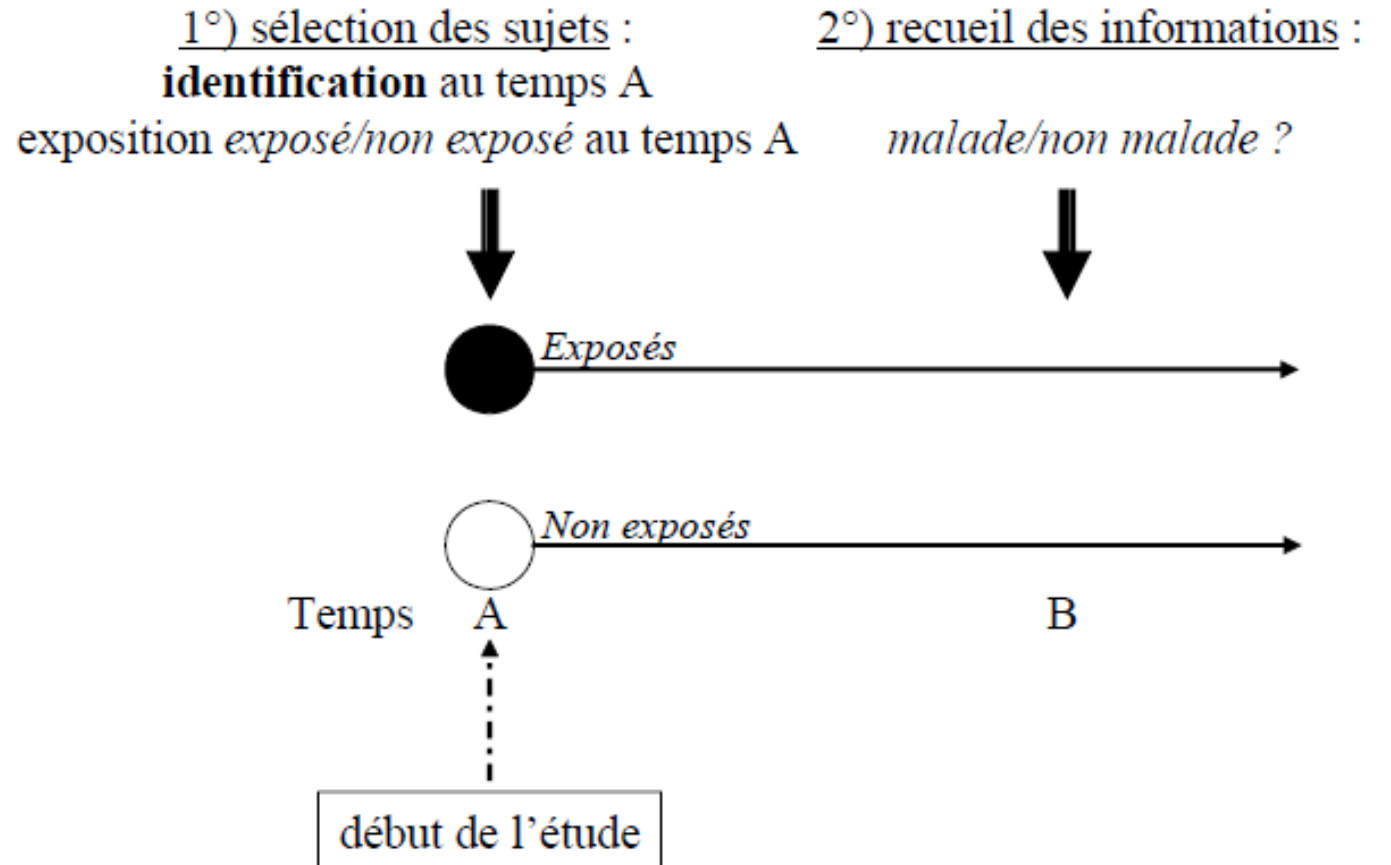 1°) sélection des sujets :
identification au temps A
exposition exposé/non exposé au temps A
2°) recueil des informations :
malade/non malade ?
Exposés
Non exposés
Temps A B
début de l'étude